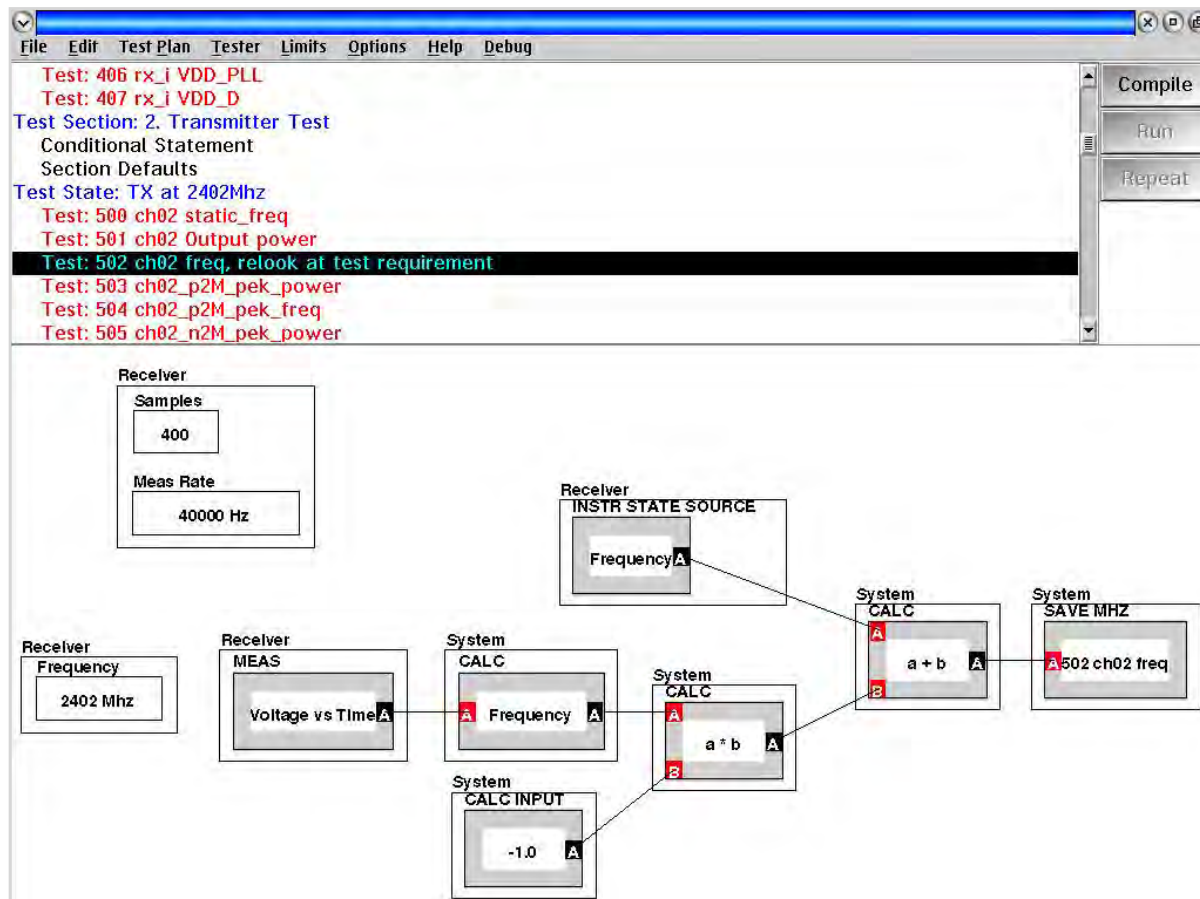 File Edit Test Plan Tester Limits Options Help Debug
Test: 406 rx_i VDD_PLL
Test: 407 rx_i VDD_D
Test Section: 2. Transmitter Test
Conditional Statement
Section Defaults
Test State: TX at 2402Mhz
Test: 500 ch02 static_freq
Test: 501 ch02 Output power
Test: 502 ch02 freq, relook at test requirement
Test: 503 ch02_p2M_pek_power
Test: 504 ch02_p2M_pek_freq
Test: 505 ch02_n2M_pek_power
Compile
Run
Repeat
Receiver
Samples
400
Meas Rate
40000 Hz
Receiver
INSTR STATE SOURCE
Frequency A
System
CALC
A
a + b A
B
System
SAVE MHZ
A 502 ch02 freq
Receiver
Frequency
2402 Mhz
Receiver
MEAS
Voltage vs Time A
System
CALC
A Frequency A
System
CALC
A
a * b A
B
System
CALC INPUT
-1.0 A